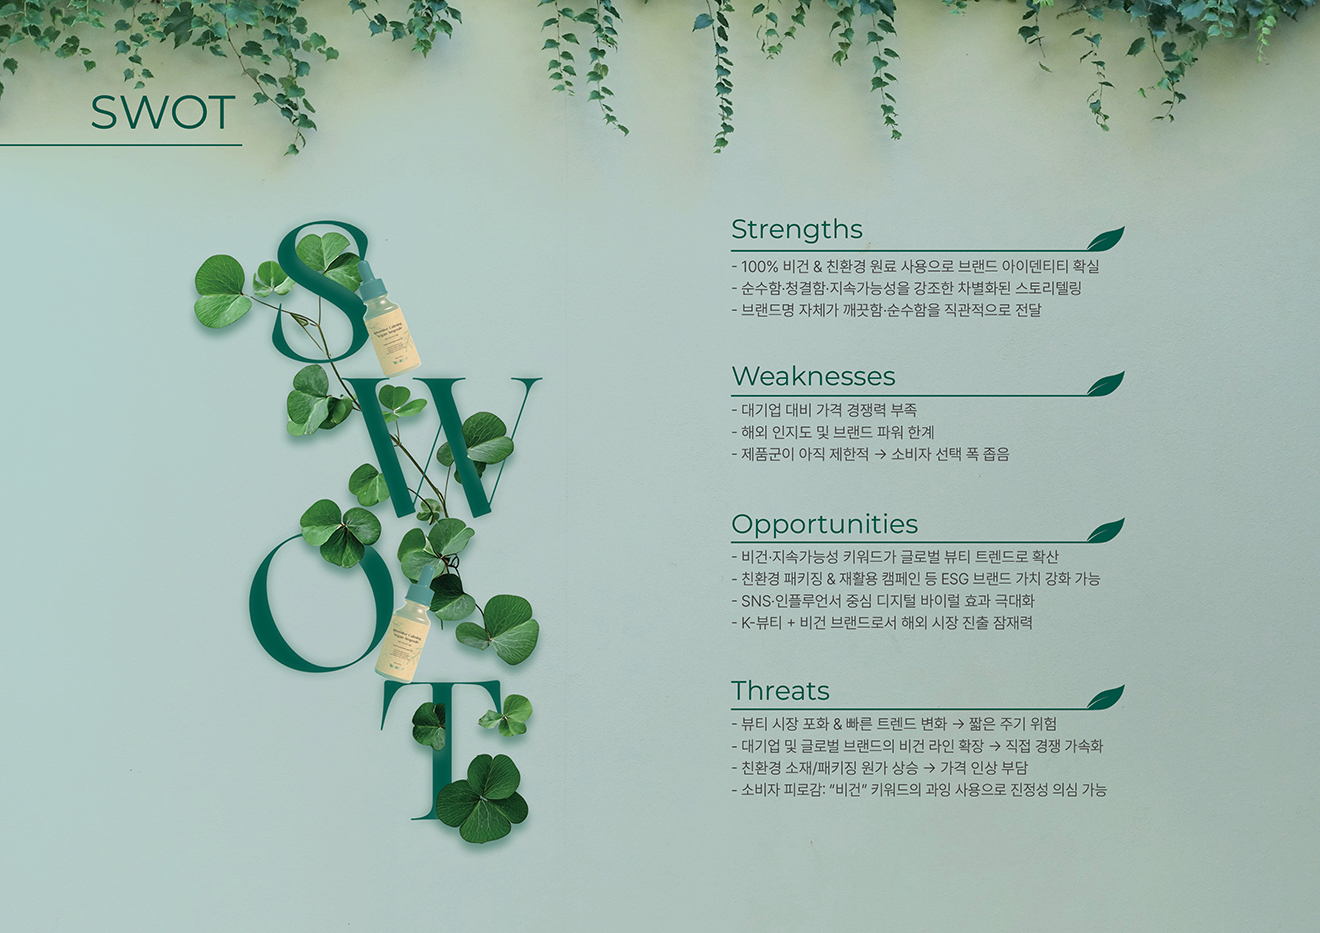 SWOT
S
W
O
T
Strengths
- 100% 비건 & 친환경 원료 사용으로 브랜드 아이덴티티 확실
- 순수함·청결함·지속가능성을 강조한 차별화된 스토리텔링
- 브랜드명 자체가 깨끗함·순수함을 직관적으로 전달
Weaknesses
- 대기업 대비 가격 경쟁력 부족
- 해외 인지도 및 브랜드 파워 한계
- 제품군이 아직 제한적 → 소비자 선택 폭 좁음
Opportunities
- 비건·지속가능성 키워드가 글로벌 뷰티 트렌드로 확산
- 친환경 패키징 & 재활용 캠페인 등 ESG 브랜드 가치 강화 가능
- SNS·인플루언서 중심 디지털 바이럴 효과 극대화
- K-뷰티 + 비건 브랜드로서 해외 시장 진출 잠재력
Threats
- 뷰티 시장 포화 & 빠른 트렌드 변화 → 짧은 주기 위험
- 대기업 및 글로벌 브랜드의 비건 라인 확장 → 직접 경쟁 가속화
- 친환경 소재/패키징 원가 상승 → 가격 인상 부담
- 소비자 피로감: “비건” 키워드의 과잉 사용으로 진정성 의심 가능